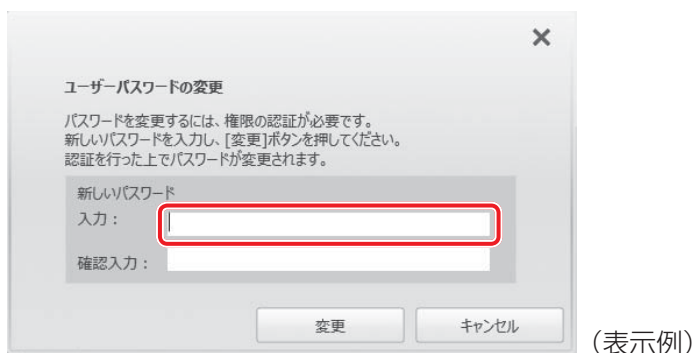 ユーザーパスワードの変更
パスワードを変更するには、権限の認証が必要です。
新しいパスワードを入力し、[変更]ボタンを押してください。
認証を行った上でパスワードが変更されます。
新しいパスワード
入力：
確認入力：
変更 キャンセル
（表示例）